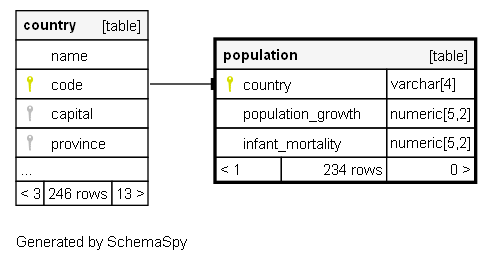 country [table]
name
code
capital
province
...
< 3 246 rows 13 >
population [table]
country varchar[4]
population_growth numeric[5,2]
infant_mortality numeric[5,2]
< 1 234 rows 0 >
Generated by SchemaSpy